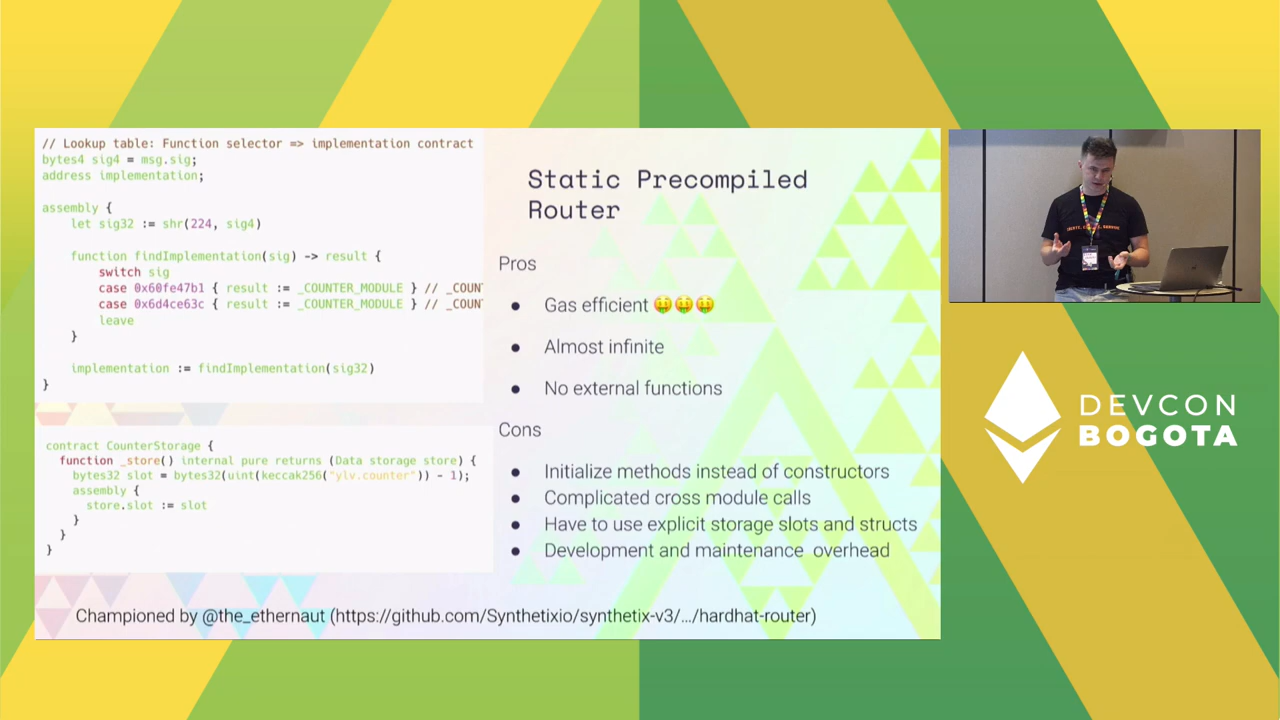 // Lookup table: Function selector => implementation contract
bytes4 sig4 = msg.sig;
address implementation;
assembly {
let sig32 := shr(224, sig4)
function findImplementation(sig) -> result {
switch sig
case 0x60fe47b1 { result := _COUNTER_MODULE } // _COUNT
case 0x6d4ce63c { result := _COUNTER_MODULE } // _COUNT
leave
}
implementation := findImplementation(sig32)
}
contract CounterStorage {
function _store() internal pure returns (Data storage store) {
bytes32 slot = bytes32(uint(keccak256("ylv.counter")) - 1);
assembly {
store.slot := slot
}
}
}
Static Precompiled
Router
Pros
● Gas efficient 🤑🤑🤑
● Almost infinite
● No external functions
Cons
● Initialize methods instead of constructors
● Complicated cross module calls
● Have to use explicit storage slots and structs
● Development and maintenance overhead
Championed by @the_ethernaut (https://github.com/Synthetixio/synthetix-v3/.../hardhat-router)
DEVCON
BOGOTA